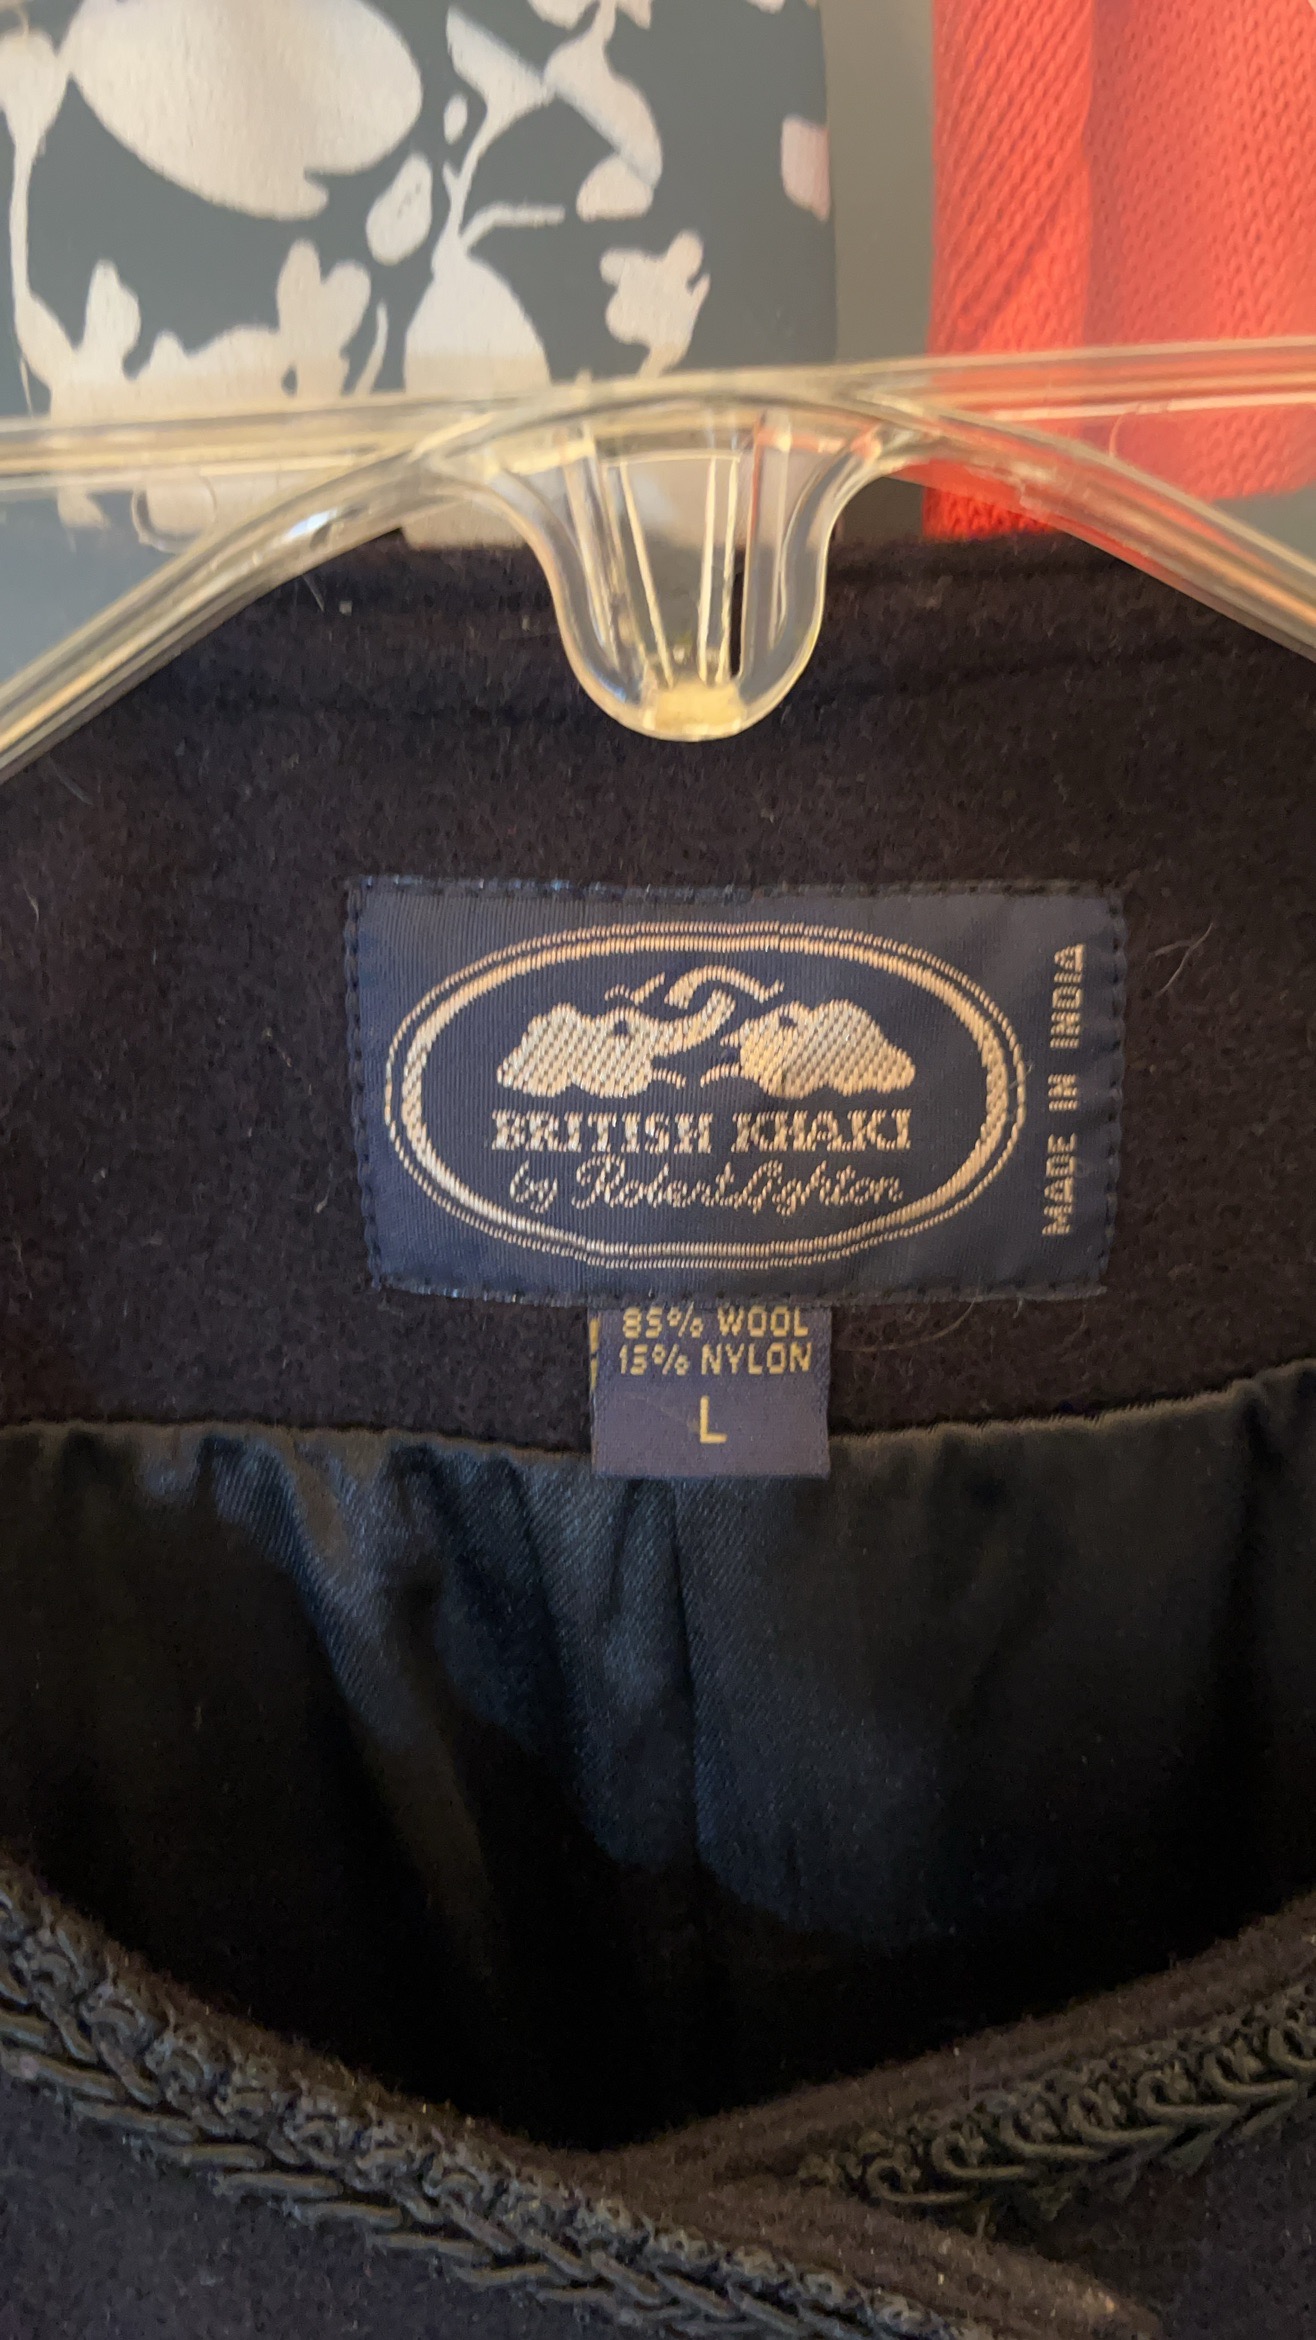 BRITISH KHAKI
by Robert Lighton
MADE IN INDIA
85% WOOL
15% NYLON
L